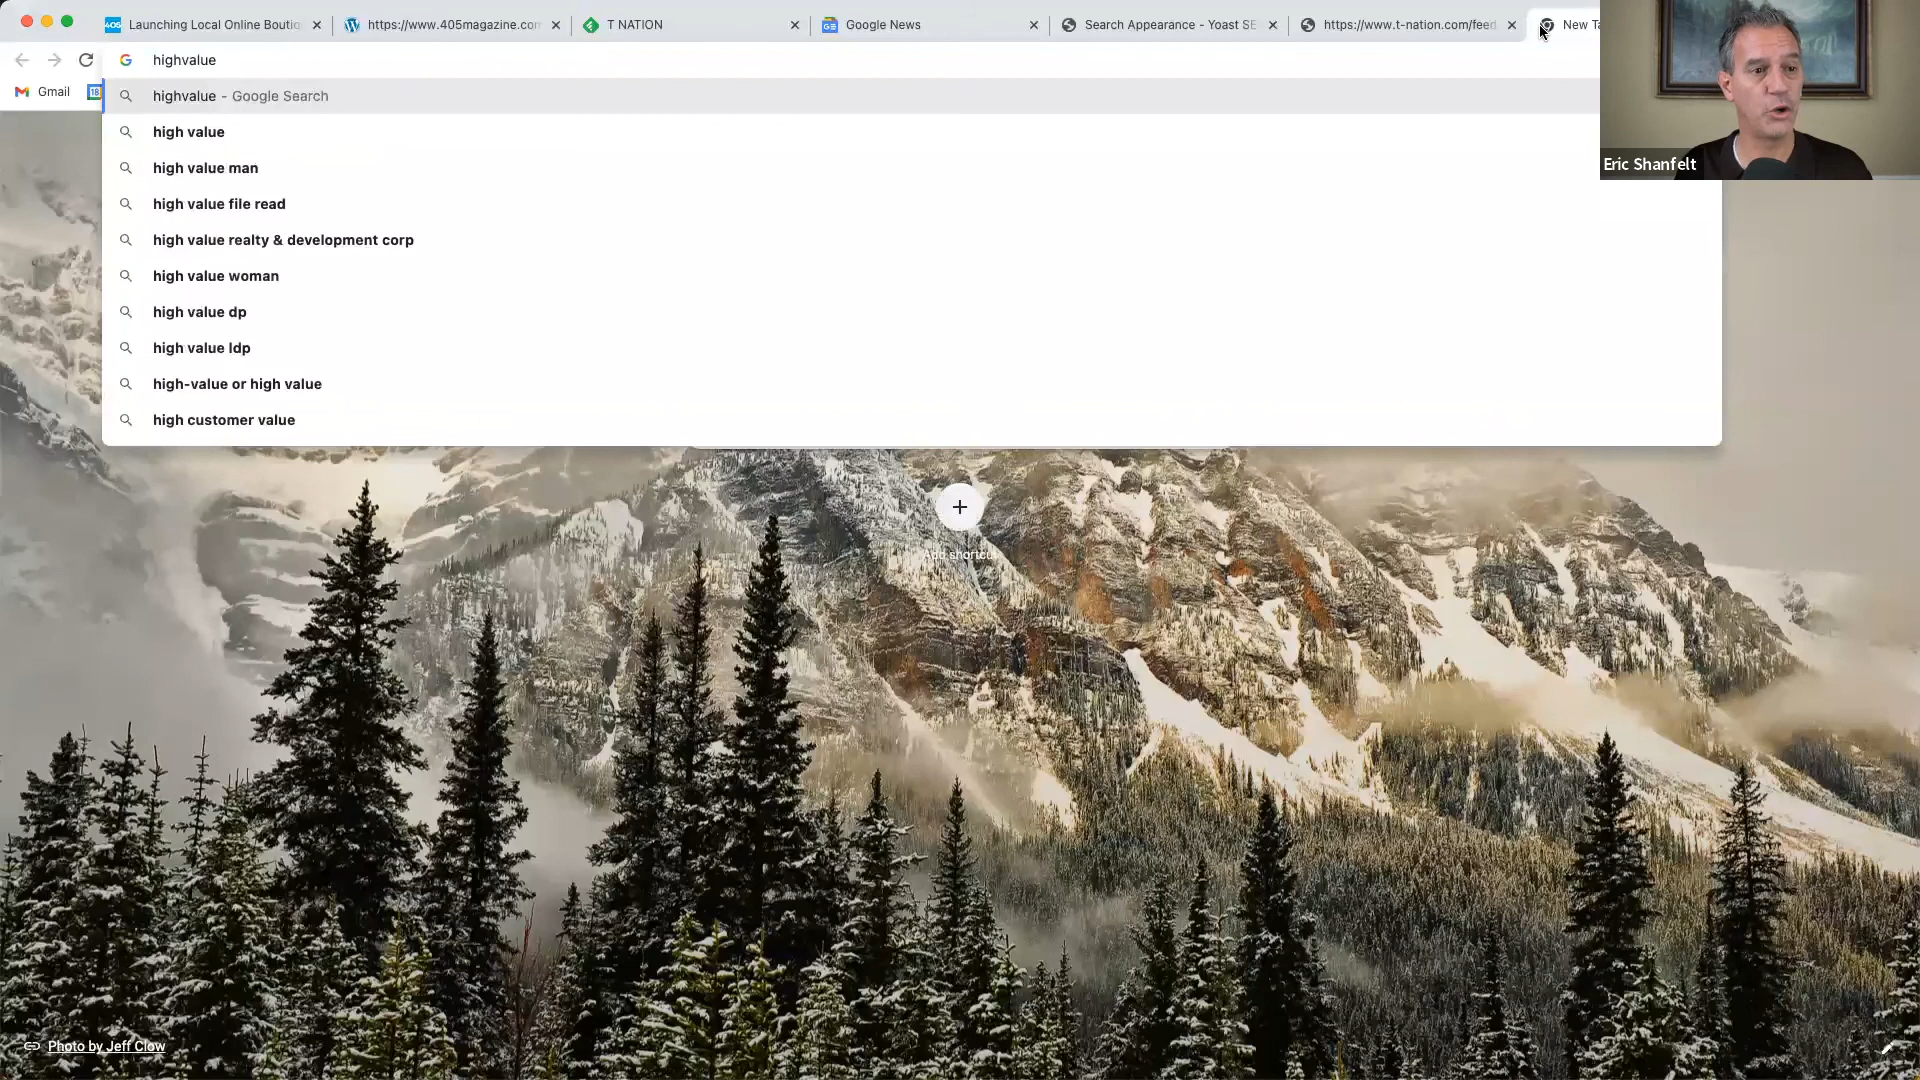 Launching Local Online Boutiq
https://www.405magazine.com
T NATION
Google News
Search Appearance - Yoast SE
https://www.t-nation.com/feed
New Ta
highvalue
Gmail
highvalue - Google Search
high value
high value man
high value file read
high value realty & development corp
high value woman
high value dp
high value ldp
high-value or high value
high customer value
Eric Shanfelt
Add shortcut
Photo by Jeff Clow